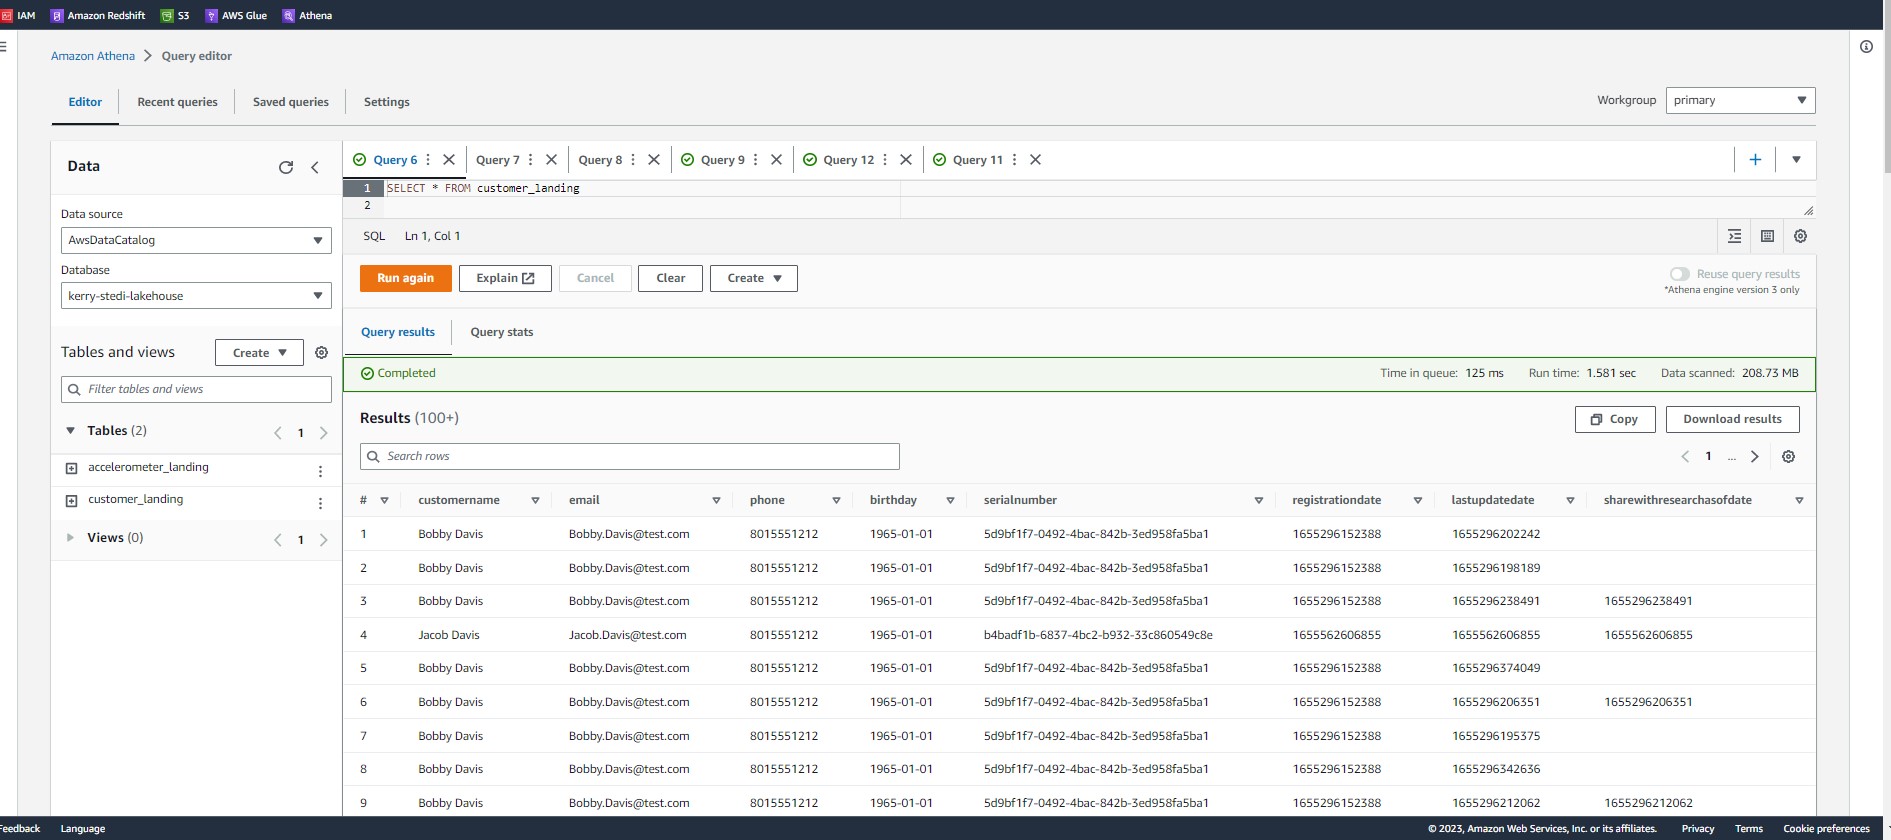 IAM Amazon Redshift S3 AWS Glue Athena
Amazon Athena > Query editor
Editor Recent queries Saved queries Settings
Workgroup primary
Data
Data source
AwsDataCatalog
Database
kerry-stedi-lakehouse
Tables and views Create
Filter tables and views
Tables (2) < 1 >
accelerometer_landing
customer_landing
Views (0) < 1 >
Query 6 Query 7 Query 8 Query 9 Query 12 Query 11
1 SELECT * FROM customer_landing
2
SQL Ln 1, Col 1
Run again Explain Cancel Clear Create
Reuse query results
*Athena engine version 3 only
Query results Query stats
Completed Time in queue: 125 ms Run time: 1.581 sec Data scanned: 208.73 MB
Results (100+) Copy Download results
Search rows < 1 ... >
# customername email phone birthday serialnumber registrationdate lastupdatedate sharewithresearchasofdate
1 Bobby Davis Bobby.Davis@test.com 8015551212 1965-01-01 5d9bf1f7-0492-4bac-842b-3ed958fa5ba1 1655296152388 1655296202242
2 Bobby Davis Bobby.Davis@test.com 8015551212 1965-01-01 5d9bf1f7-0492-4bac-842b-3ed958fa5ba1 1655296152388 1655296198189
3 Bobby Davis Bobby.Davis@test.com 8015551212 1965-01-01 5d9bf1f7-0492-4bac-842b-3ed958fa5ba1 1655296152388 1655296238491 1655296238491
4 Jacob Davis Jacob.Davis@test.com 8015551212 1965-01-01 b4badf1b-6837-4bc2-b932-33c860549c8e 1655562606855 1655562606855 1655562606855
5 Bobby Davis Bobby.Davis@test.com 8015551212 1965-01-01 5d9bf1f7-0492-4bac-842b-3ed958fa5ba1 1655296152388 1655296374049
6 Bobby Davis Bobby.Davis@test.com 8015551212 1965-01-01 5d9bf1f7-0492-4bac-842b-3ed958fa5ba1 1655296152388 1655296206351 1655296206351
7 Bobby Davis Bobby.Davis@test.com 8015551212 1965-01-01 5d9bf1f7-0492-4bac-842b-3ed958fa5ba1 1655296152388 1655296195375
8 Bobby Davis Bobby.Davis@test.com 8015551212 1965-01-01 5d9bf1f7-0492-4bac-842b-3ed958fa5ba1 1655296152388 1655296342636
9 Bobby Davis Bobby.Davis@test.com 8015551212 1965-01-01 5d9bf1f7-0492-4bac-842b-3ed958fa5ba1 1655296152388 1655296212062 1655296212062
Feedback Language © 2023, Amazon Web Services, Inc. or its affiliates. Privacy Terms Cookie preferences